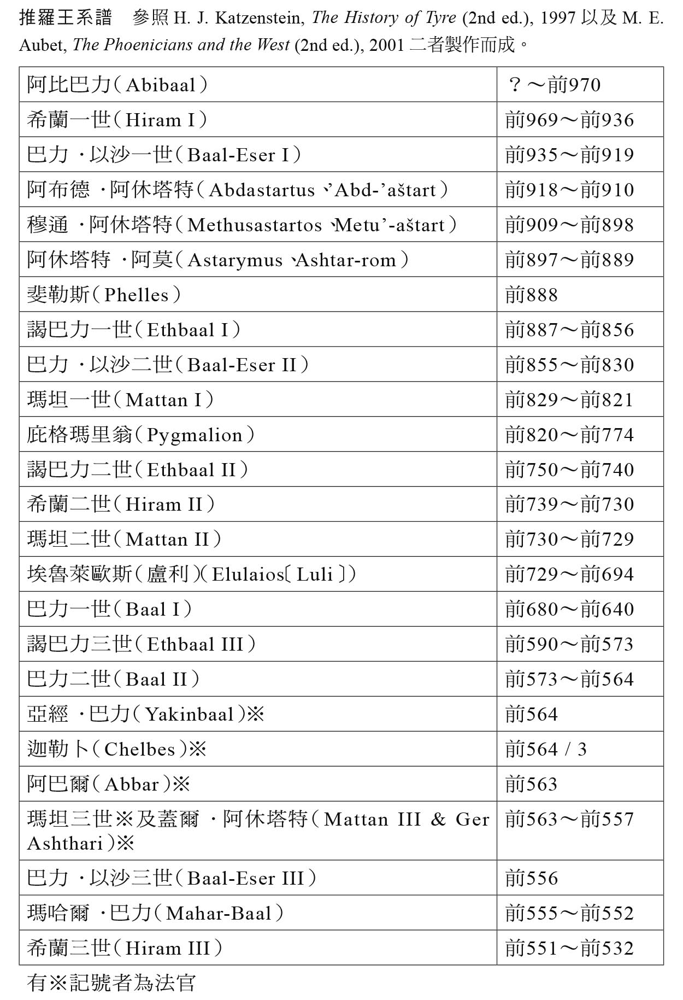 推羅王系譜　參照 H. J. Katzenstein, The History of Tyre (2nd ed.), 1997 以及 M. E.
Aubet, The Phoenicians and the West (2nd ed.), 2001 二者製作而成。
阿比巴力（Abibaal） ？～前970
希蘭一世（Hiram I） 前969～前936
巴力．以沙一世（Baal-Eser I） 前935～前919
阿布德．阿休塔特（Abdastartus、’Abd-’aštart） 前918～前910
穆通．阿休塔特（Methusastartos、Metu’-aštart） 前909～前898
阿休塔特．阿莫（Astarymus、Ashtar-rom） 前897～前889
斐勒斯（Phelles） 前888
謁巴力一世（Ethbaal I） 前887～前856
巴力．以沙二世（Baal-Eser II） 前855～前830
瑪坦一世（Mattan I） 前829～前821
庇格瑪里翁（Pygmalion） 前820～前774
謁巴力二世（Ethbaal II） 前750～前740
希蘭二世（Hiram II） 前739～前730
瑪坦二世（Mattan II） 前730～前729
埃魯萊歐斯（盧利）（Elulaios〔Luli〕） 前729～前694
巴力一世（Baal I） 前680～前640
謁巴力三世（Ethbaal III） 前590～前573
巴力二世（Baal II） 前573～前564
亞經．巴力（Yakinbaal）※ 前564
迦勒卜（Chelbes）※ 前564 / 3
阿巴爾（Abbar）※ 前563
瑪坦三世※及蓋爾．阿休塔特（Mattan III & Ger 前563～前557
Ashthari）※
巴力．以沙三世（Baal-Eser III） 前556
瑪哈爾．巴力（Mahar-Baal） 前555～前552
希蘭三世（Hiram III） 前551～前532
有※記號者為法官